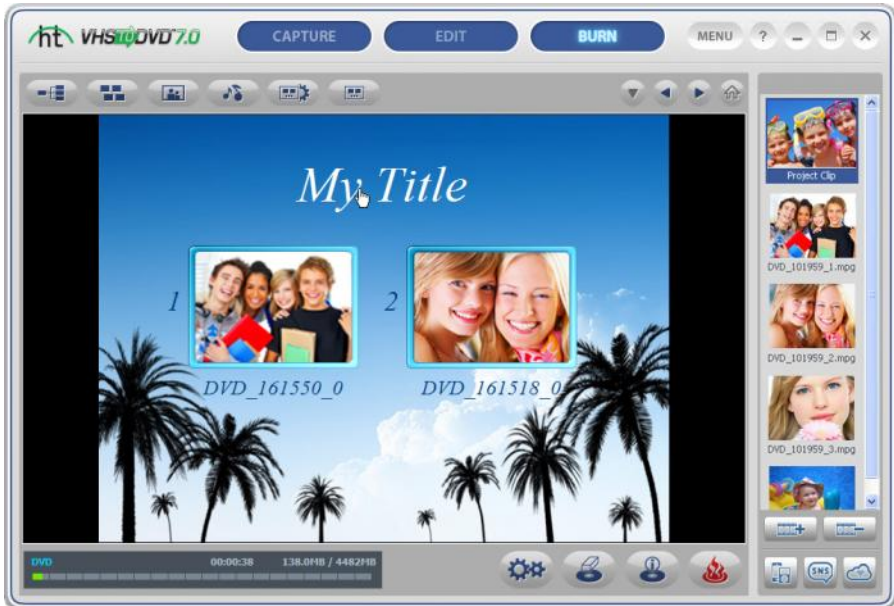 ht VHS to DVD 7.0
CAPTURE
EDIT
BURN
MENU
?
My Title
1
2
DVD_161550_0
DVD_161518_0
Project Clip
DVD_101959_1.mpg
DVD_101959_2.mpg
DVD_101959_3.mpg
DVD
00:00:38
138.0MB / 4482MB
SNS